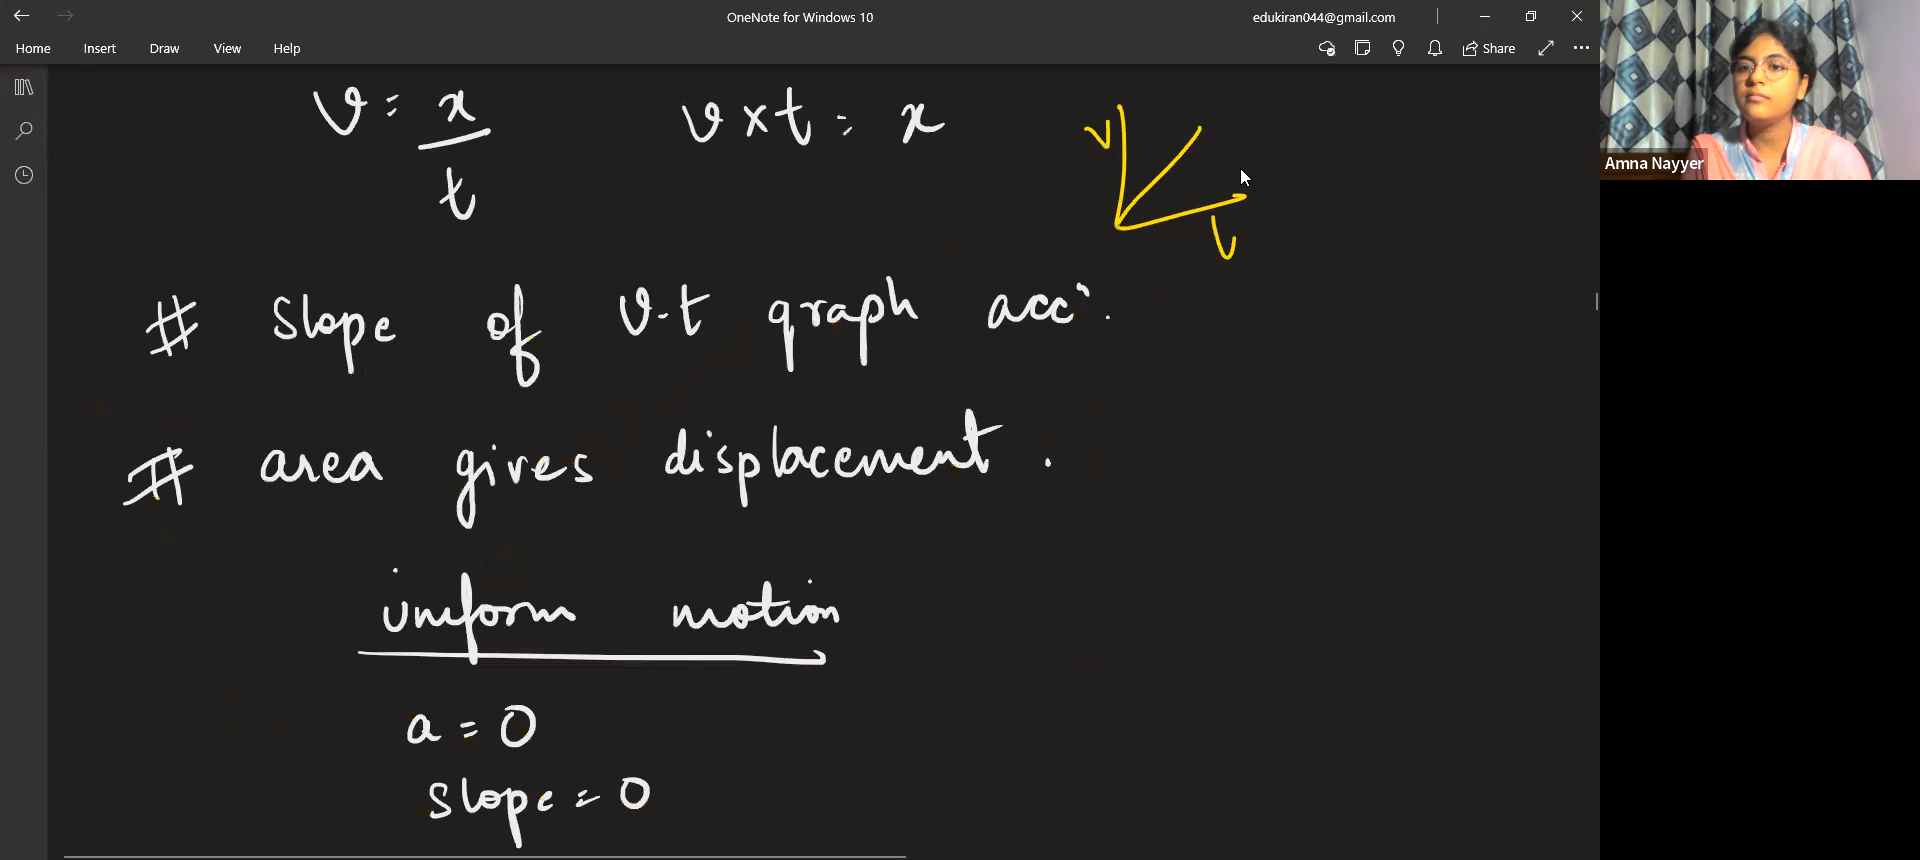 OneNote for Windows 10
edukiran044@gmail.com
Home Insert Draw View Help
Share
v = x/t
v × t = x
v
t
# Slope of v-t graph accⁿ.
# area gives displacement.
uniform motion
a = 0
slope = 0
Amna Nayyer